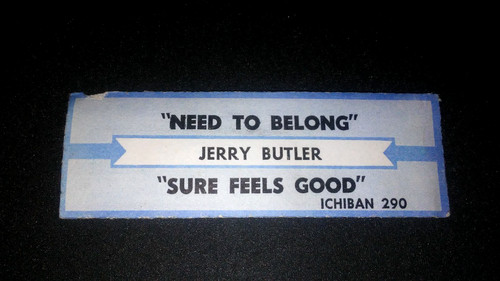 "NEED TO BELONG"
JERRY BUTLER
"SURE FEELS GOOD"
ICHIBAN 290